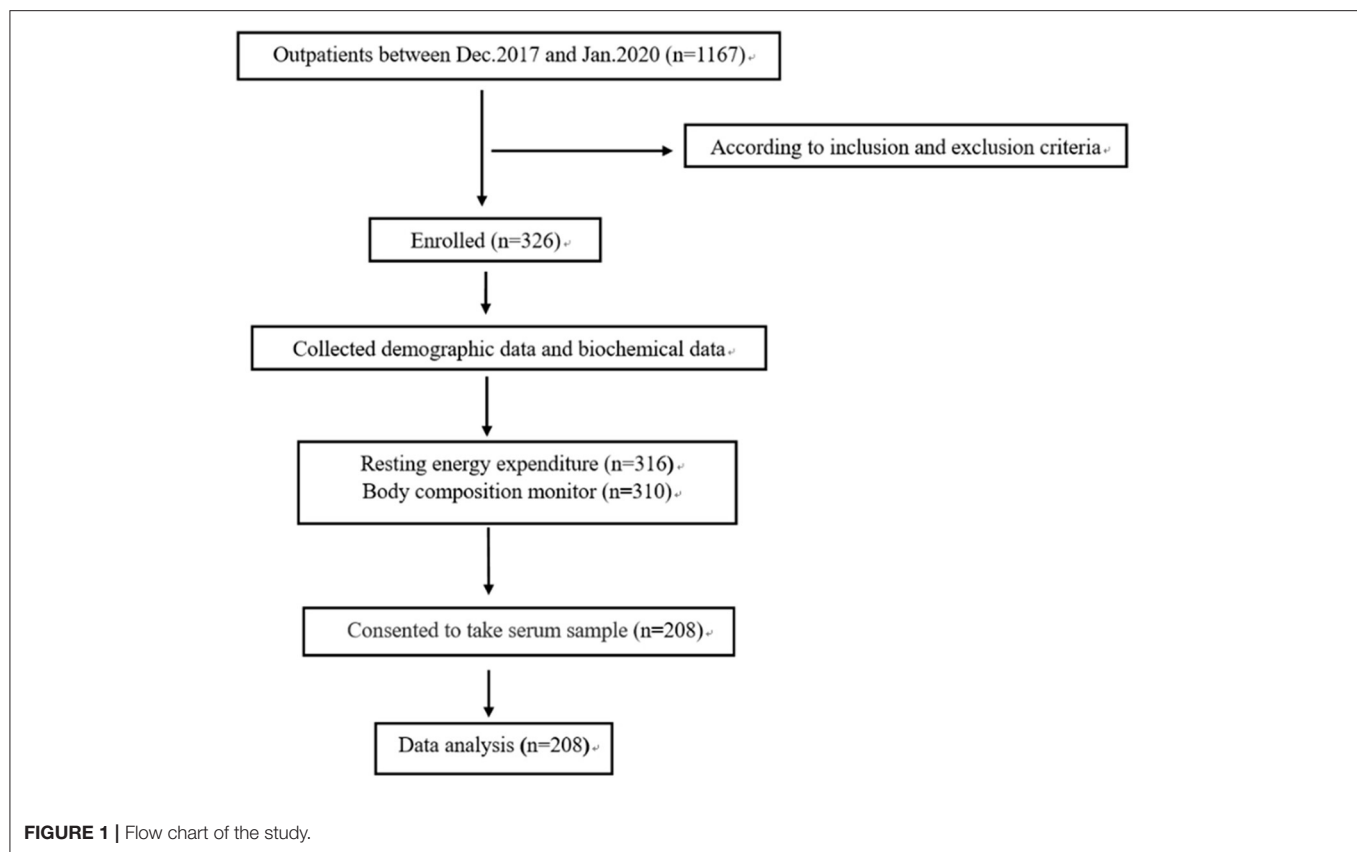 Outpatients between Dec.2017 and Jan.2020 (n=1167)
According to inclusion and exclusion criteria
Enrolled (n=326)
Collected demographic data and biochemical data
Resting energy expenditure (n=316)
Body composition monitor (n=310)
Consented to take serum sample (n=208)
Data analysis (n=208)
FIGURE 1 | Flow chart of the study.